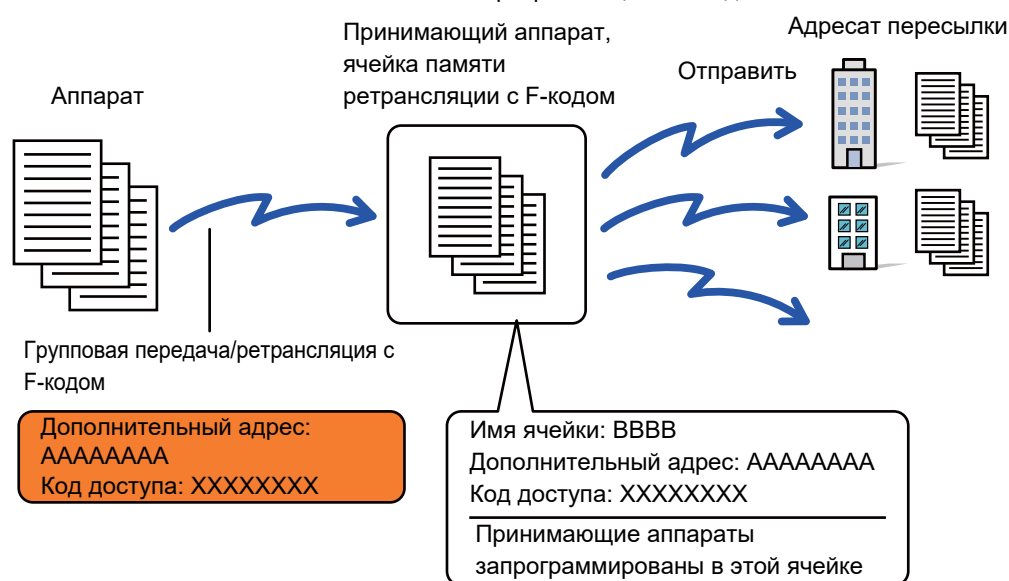 Аппарат
Принимающий аппарат,
ячейка памяти
ретрансляции с F-кодом
Отправить
Адресат пересылки
Групповая передача/ретрансляция с
F-кодом
Дополнительный адрес:
AAAAAAAA
Код доступа: XXXXXXXX
Имя ячейки: BBBB
Дополнительный адрес: AAAAAAAA
Код доступа: XXXXXXXX
Принимающие аппараты
запрограммированы в этой ячейке